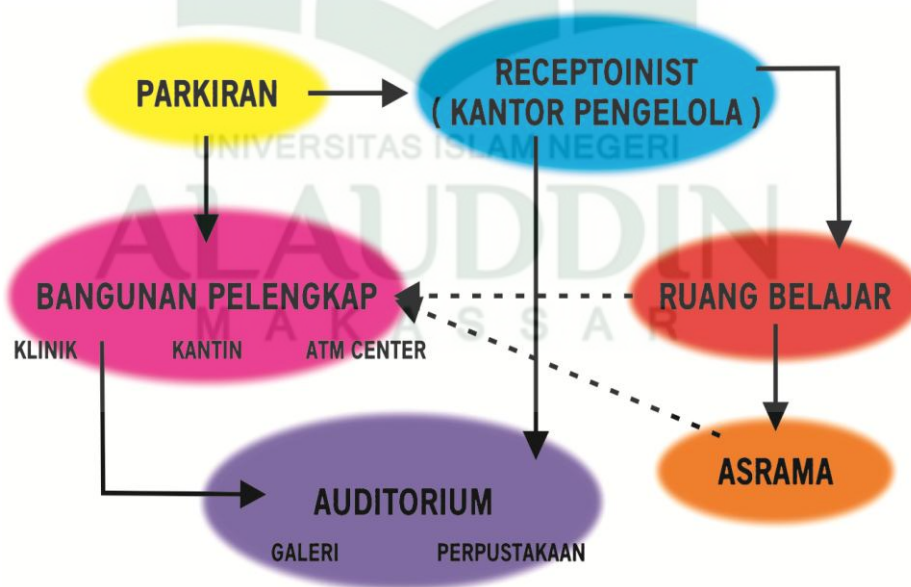 PARKIRAN
RECEPTOINIST
( KANTOR PENGELOLA )
UNIVERSITAS ISLAM NEGERI
ALAUDDIN
MAKASSAR
BANGUNAN PELENGKAP
KLINIK KANTIN ATM CENTER
RUANG BELAJAR
ASRAMA
AUDITORIUM
GALERI PERPUSTAKAAN